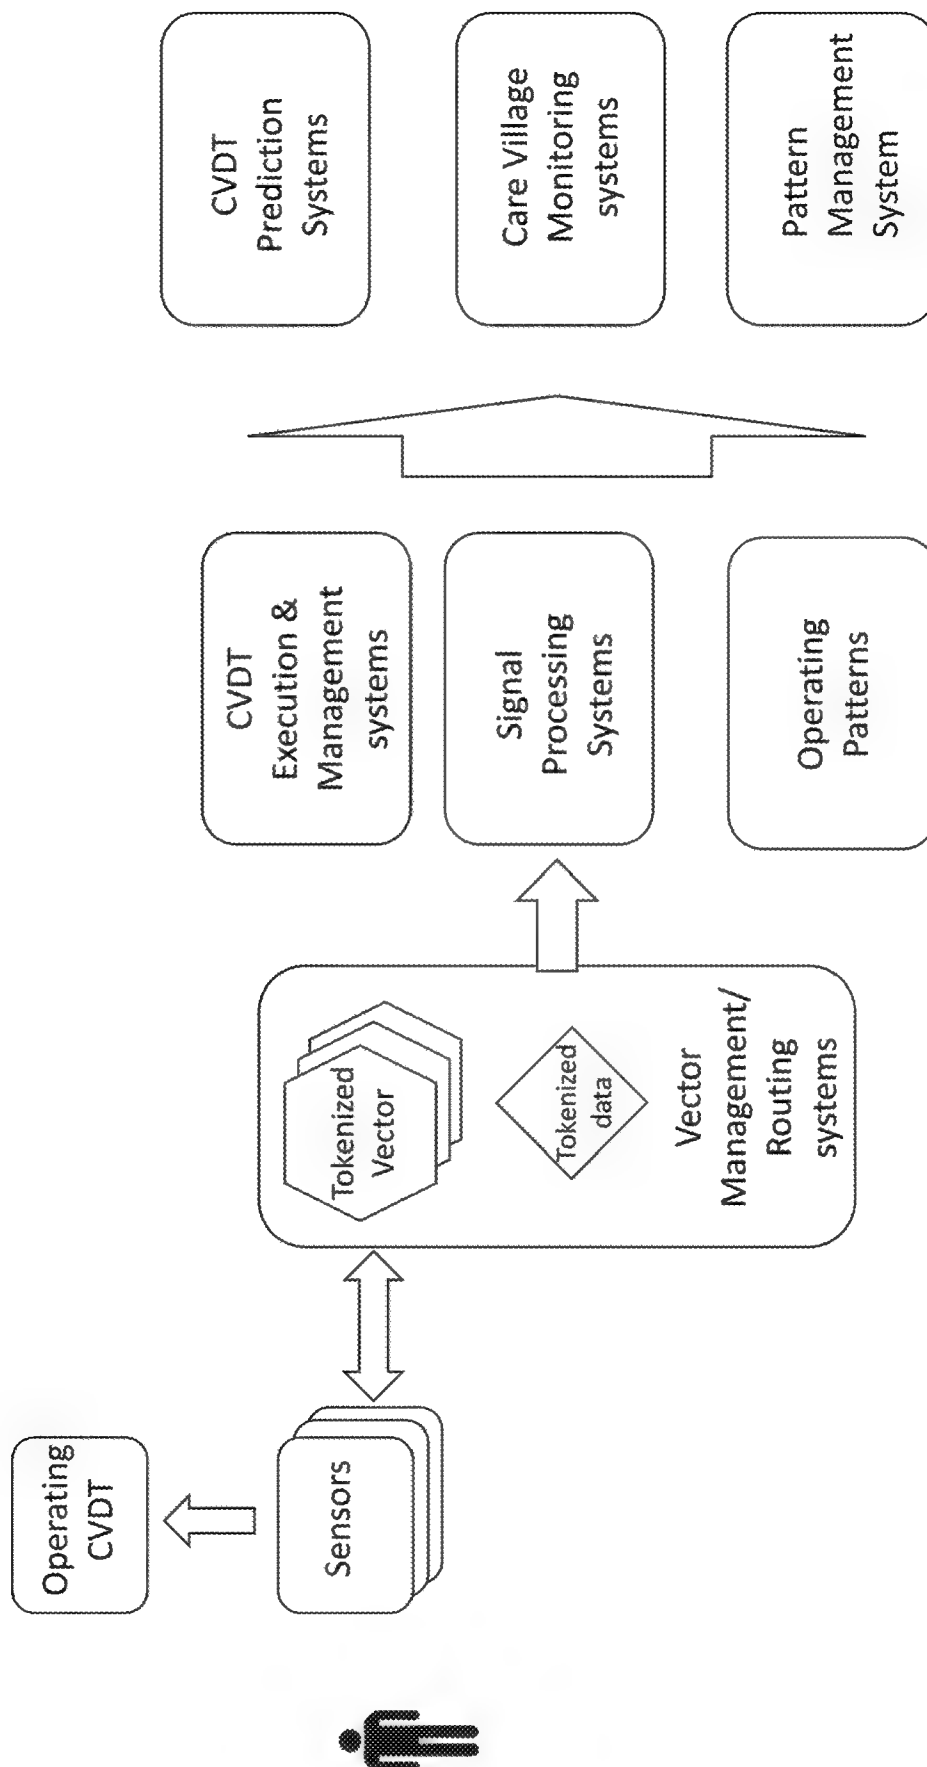 Operating
CVDT
Sensors
Tokenized
Vector
Tokenized
data
Vector
Management/
Routing
systems
CVDT
Execution &
Management
systems
Signal
Processing
Systems
Operating
Patterns
CVDT
Prediction
Systems
Care Village
Monitoring
systems
Pattern
Management
System